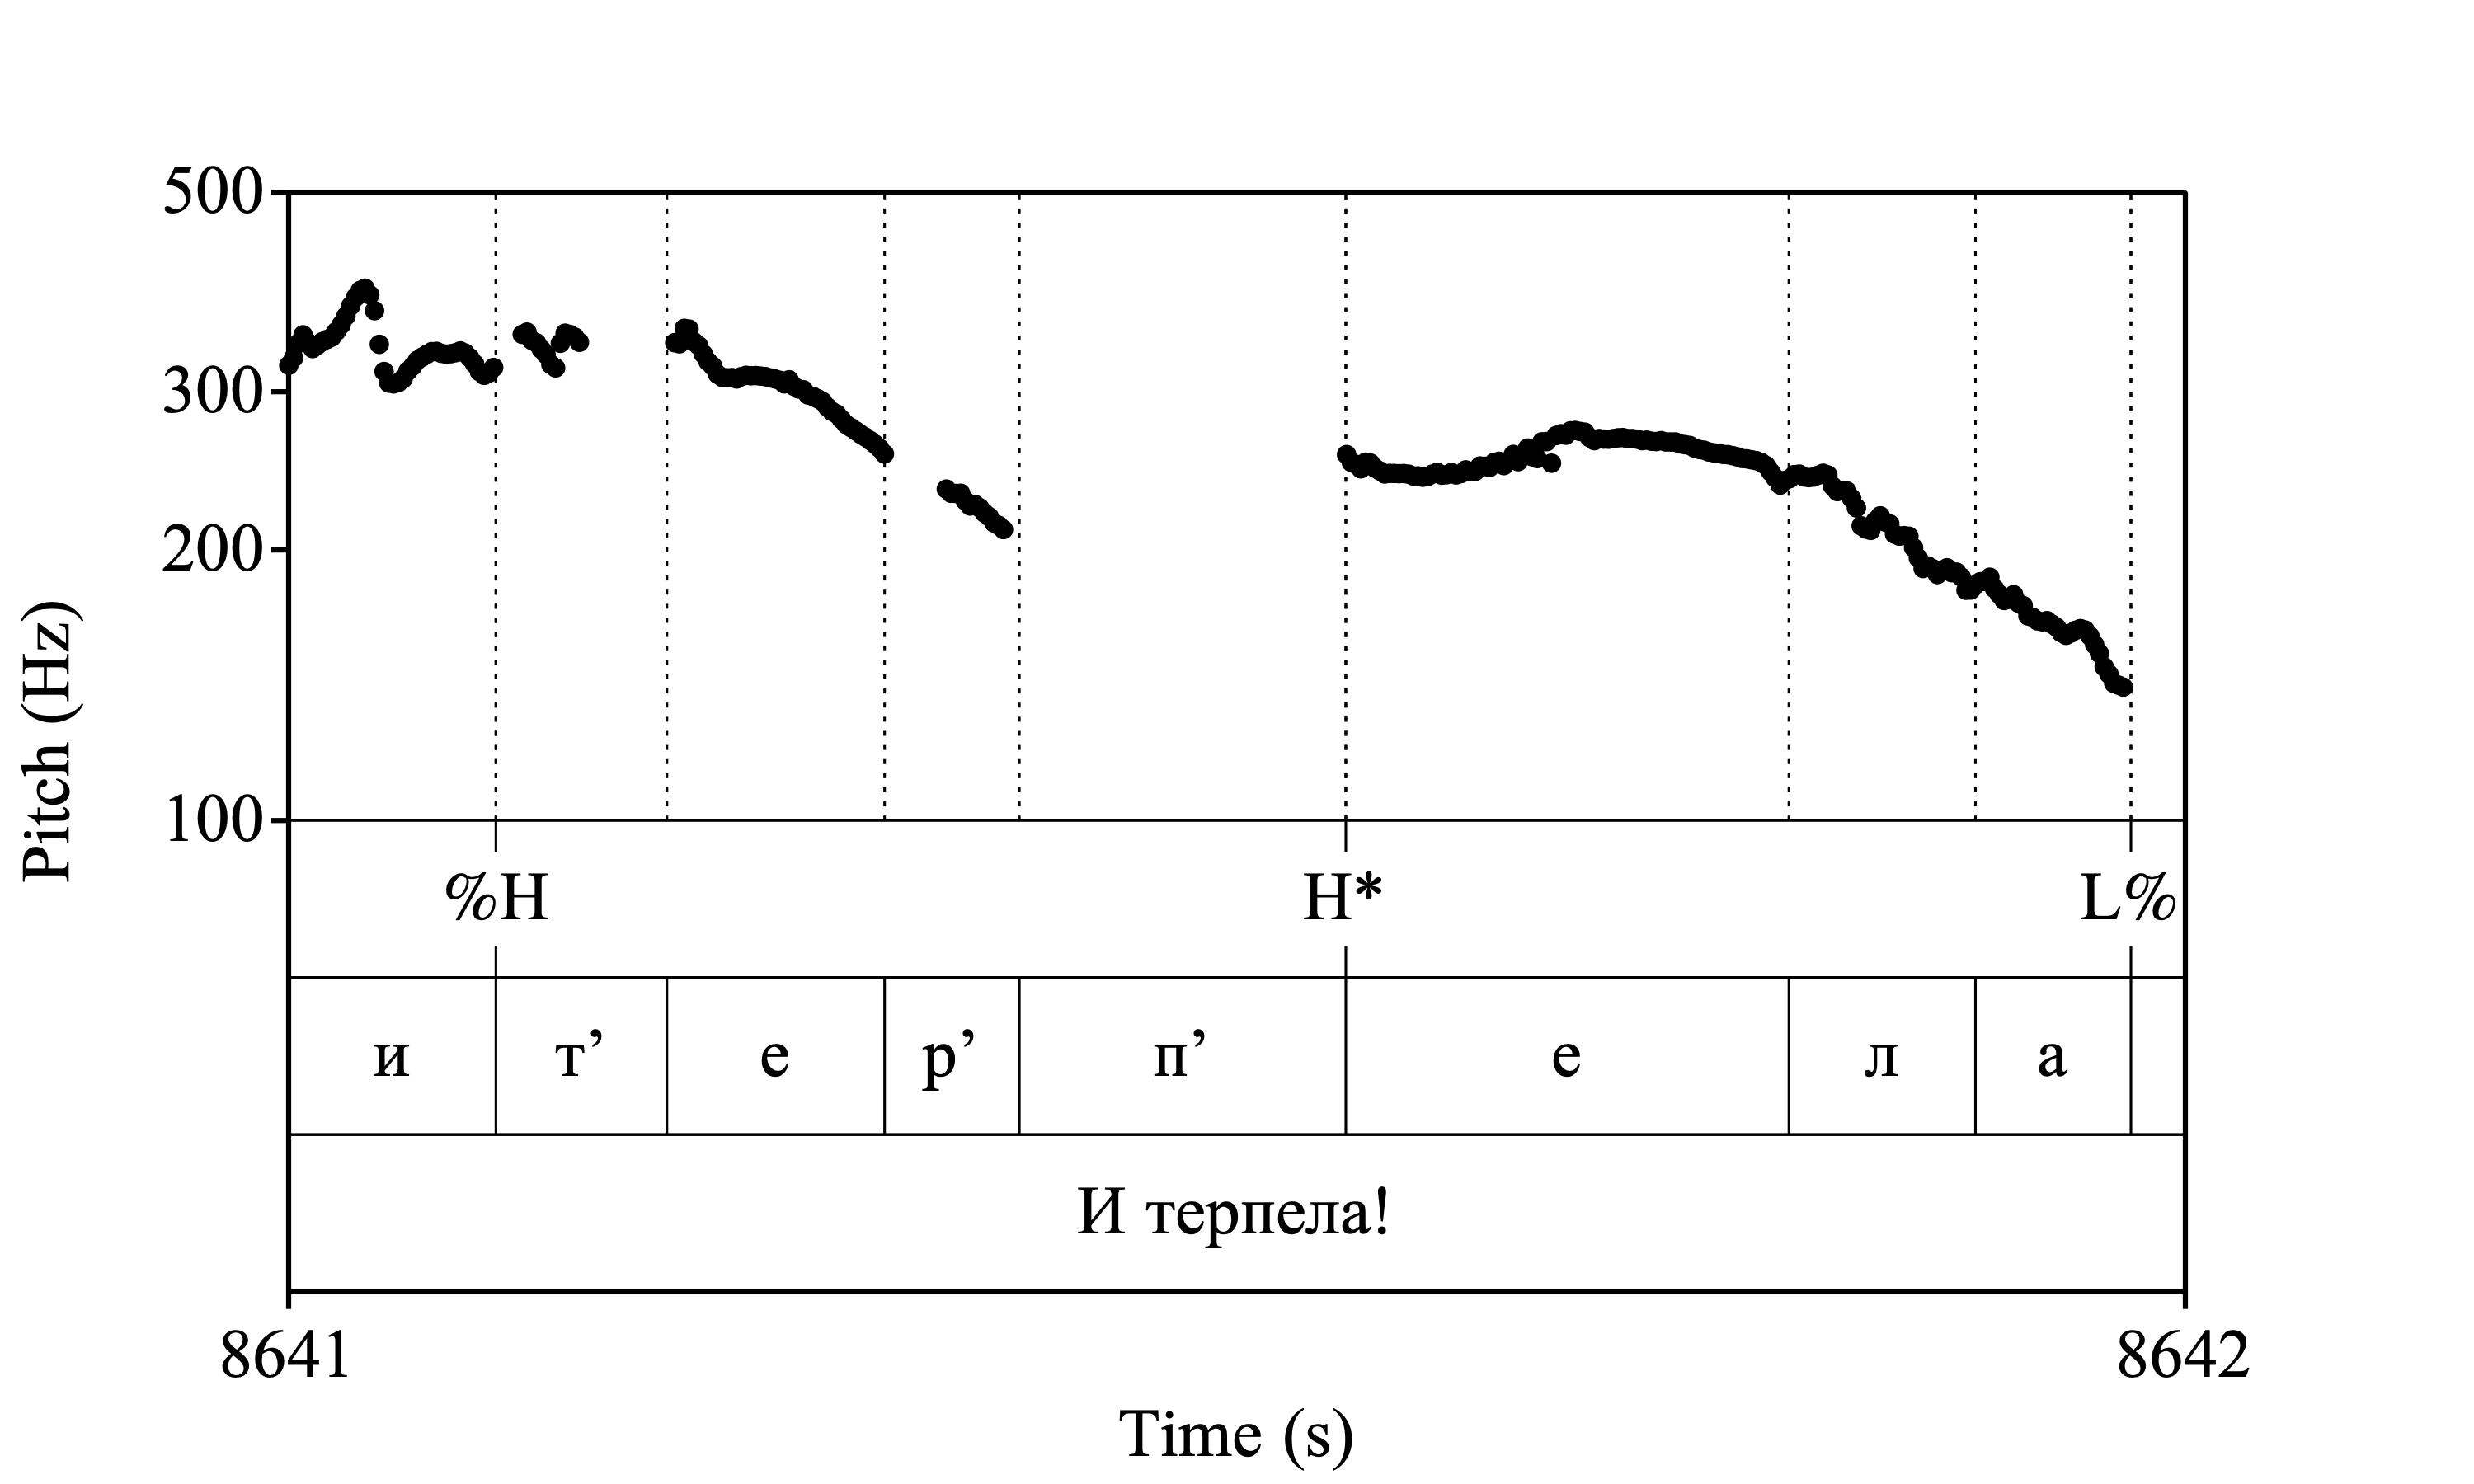 500
300
200
100
Pitch (Hz)
%H H* L%
и т’ е р’ п’ е л а
И терпела!
8641 8642
Time (s)